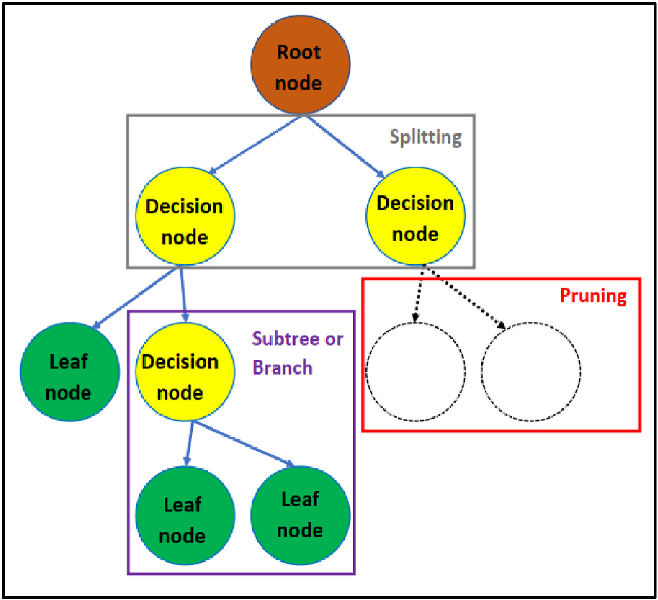 Root
node
Splitting
Decision
node
Decision
node
Pruning
Leaf
node
Decision
node
Subtree or
Branch
Leaf
node
Leaf
node